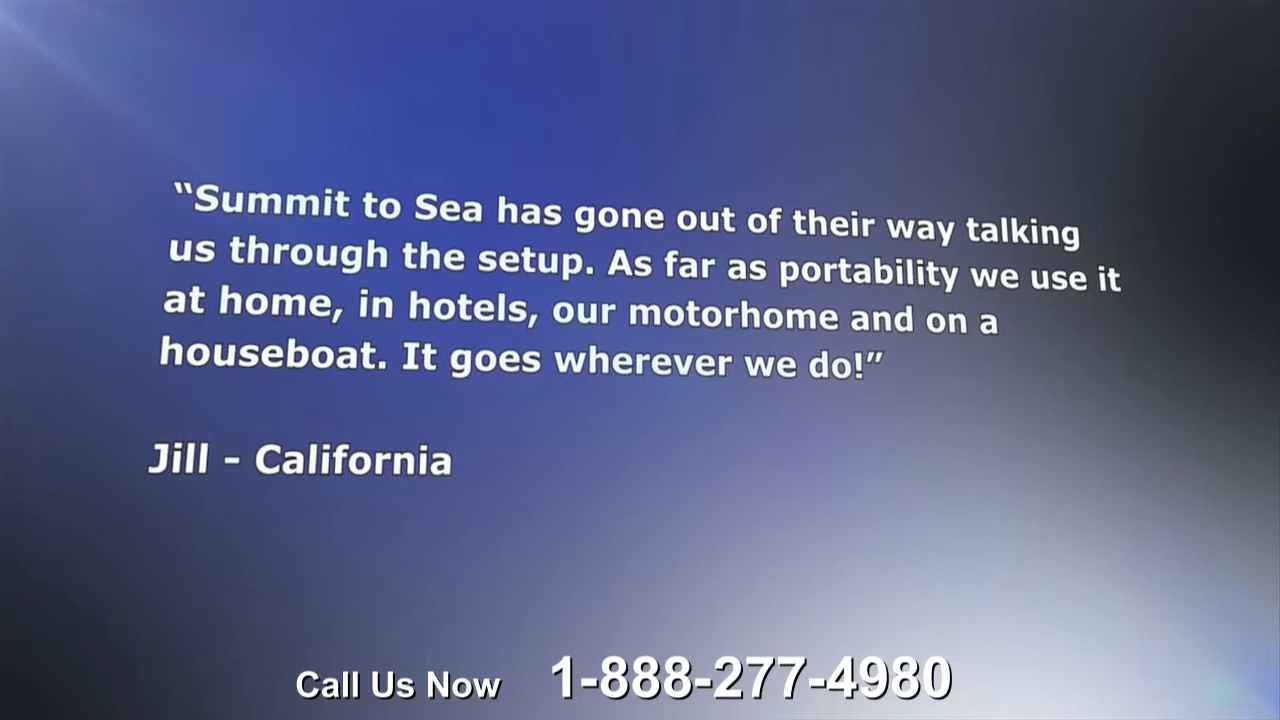 “Summit to Sea has gone out of their way talking
us through the setup. As far as portability we use it
at home, in hotels, our motorhome and on a
houseboat. It goes wherever we do!”
Jill - California
Call Us Now 1-888-277-4980